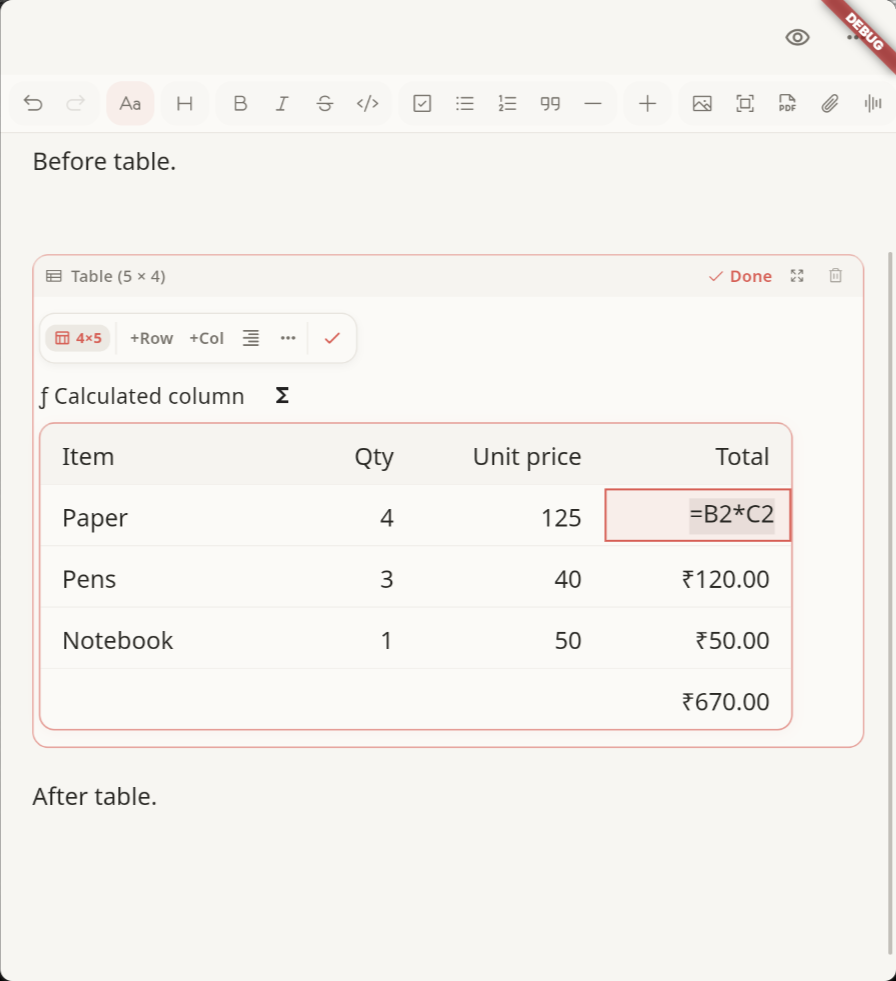 DEBUG
Aa H B I S </> 99 PDF
Before table.
Table (5 × 4) Done
4×5 +Row +Col
ƒ Calculated column Σ
Item Qty Unit price Total
Paper 4 125 =B2*C2
Pens 3 40 ₹120.00
Notebook 1 50 ₹50.00
₹670.00
After table.